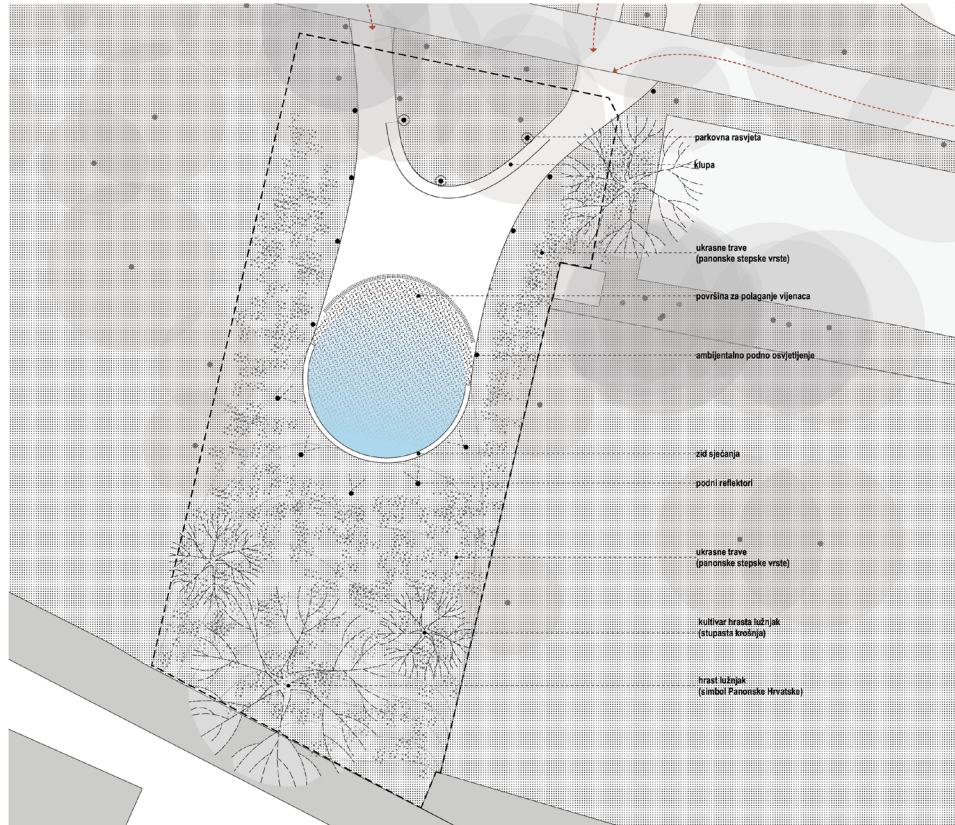 parkovna rasvjeta
klupa
ukrasne trave
(panonske stepske vrste)
površina za polaganje vijenaca
ambijentalno podno osvjetljenje
zid sjećanja
podni reflektori
ukrasne trave
(panonske stepske vrste)
kultivar hrasta lužnjak
(stupasta krošnja)
hrast lužnjak
(simbol Panonske Hrvatske)